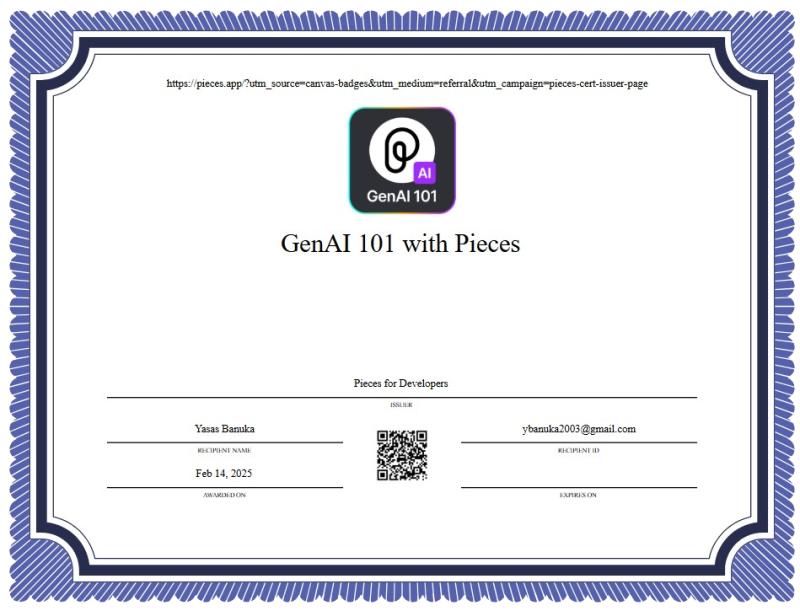 https://pieces.app/?utm_source=canvas-badges&utm_medium=referral&utm_campaign=pieces-cert-issuer-page
AI
GenAI 101
GenAI 101 with Pieces
Pieces for Developers
ISSUER
Yasas Banuka
ybanuka2003@gmail.com
RECIPIENT NAME
RECIPIENT ID
Feb 14, 2025
AWARDED ON
EXPIRES ON